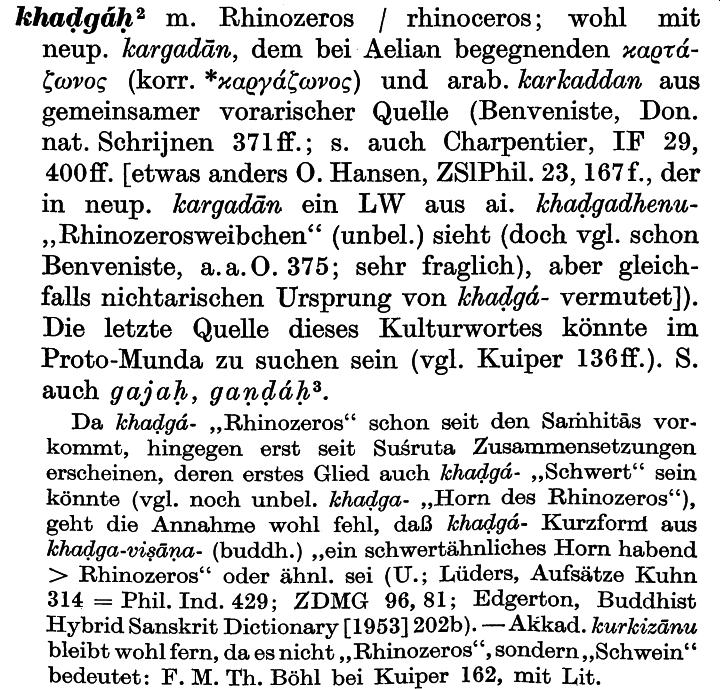 khaḍgáḥ² m. Rhinozeros / rhinoceros; wohl mit
neup. kargadān, dem bei Aelian begegnenden καρτά-
ζωνος (korr. *καργάζωνος) und arab. karkaddan aus
gemeinsamer vorarischer Quelle (Benveniste, Don.
nat. Schrijnen 371ff.; s. auch Charpentier, IF 29,
400ff. [etwas anders O. Hansen, ZSlPhil. 23, 167f., der
in neup. kargadān ein LW aus ai. khaḍgadhenu-
„Rhinozerosweibchen“ (unbel.) sieht (doch vgl. schon
Benveniste, a.a.O. 375; sehr fraglich), aber gleich-
falls nichtarischen Ursprung von khaḍgá- vermutet]).
Die letzte Quelle dieses Kulturwortes könnte im
Proto-Munda zu suchen sein (vgl. Kuiper 136ff.). S.
auch gajaḥ, gaṇḍáḥ³.
Da khaḍgá- „Rhinozeros“ schon seit den Saṁhitās vor-
kommt, hingegen erst seit Suśruta Zusammensetzungen
erscheinen, deren erstes Glied auch khaḍgá- „Schwert“ sein
könnte (vgl. noch unbel. khaḍga- „Horn des Rhinozeros“),
geht die Annahme wohl fehl, daß khaḍgá- Kurzform aus
khaḍga-viṣāṇa- (buddh.) „ein schwertähnliches Horn habend
> Rhinozeros“ oder ähnl. sei (U.; Lüders, Aufsätze Kuhn
314 = Phil. Ind. 429; ZDMG 96, 81; Edgerton, Buddhist
Hybrid Sanskrit Dictionary [1953] 202b). — Akkad. kurkizānu
bleibt wohl fern, da es nicht „Rhinozeros“, sondern „Schwein“
bedeutet: F. M. Th. Böhl bei Kuiper 162, mit Lit.